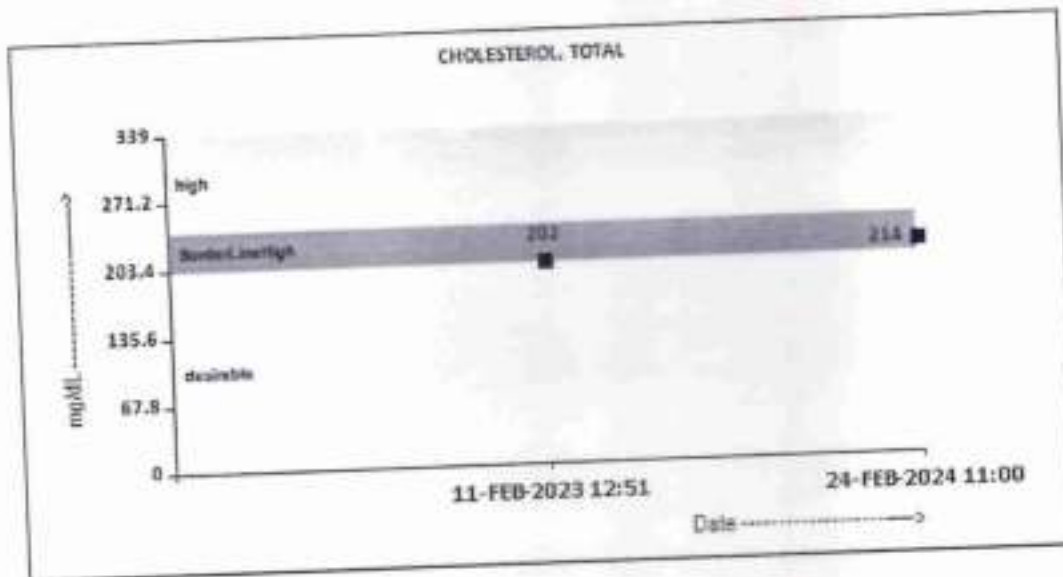 CHOLESTEROL, TOTAL
339
high
271.2
BorderLineHigh
203.4
135.6
desirable
67.8
0
mg/dL
11-FEB-2023 12:51
24-FEB-2024 11:00
Date